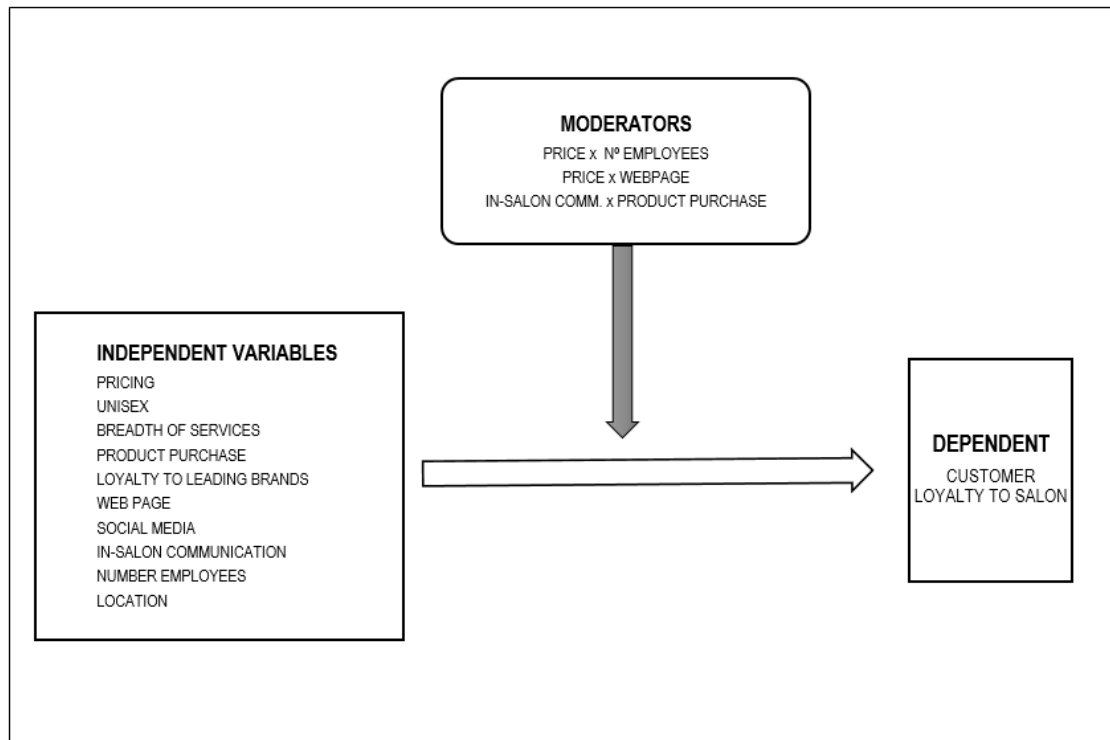 MODERATORS
PRICE x Nº EMPLOYEES
PRICE x WEBPAGE
IN-SALON COMM. x PRODUCT PURCHASE
INDEPENDENT VARIABLES
PRICING
UNISEX
BREADTH OF SERVICES
PRODUCT PURCHASE
LOYALTY TO LEADING BRANDS
WEB PAGE
SOCIAL MEDIA
IN-SALON COMMUNICATION
NUMBER EMPLOYEES
LOCATION
DEPENDENT
CUSTOMER
LOYALTY TO SALON